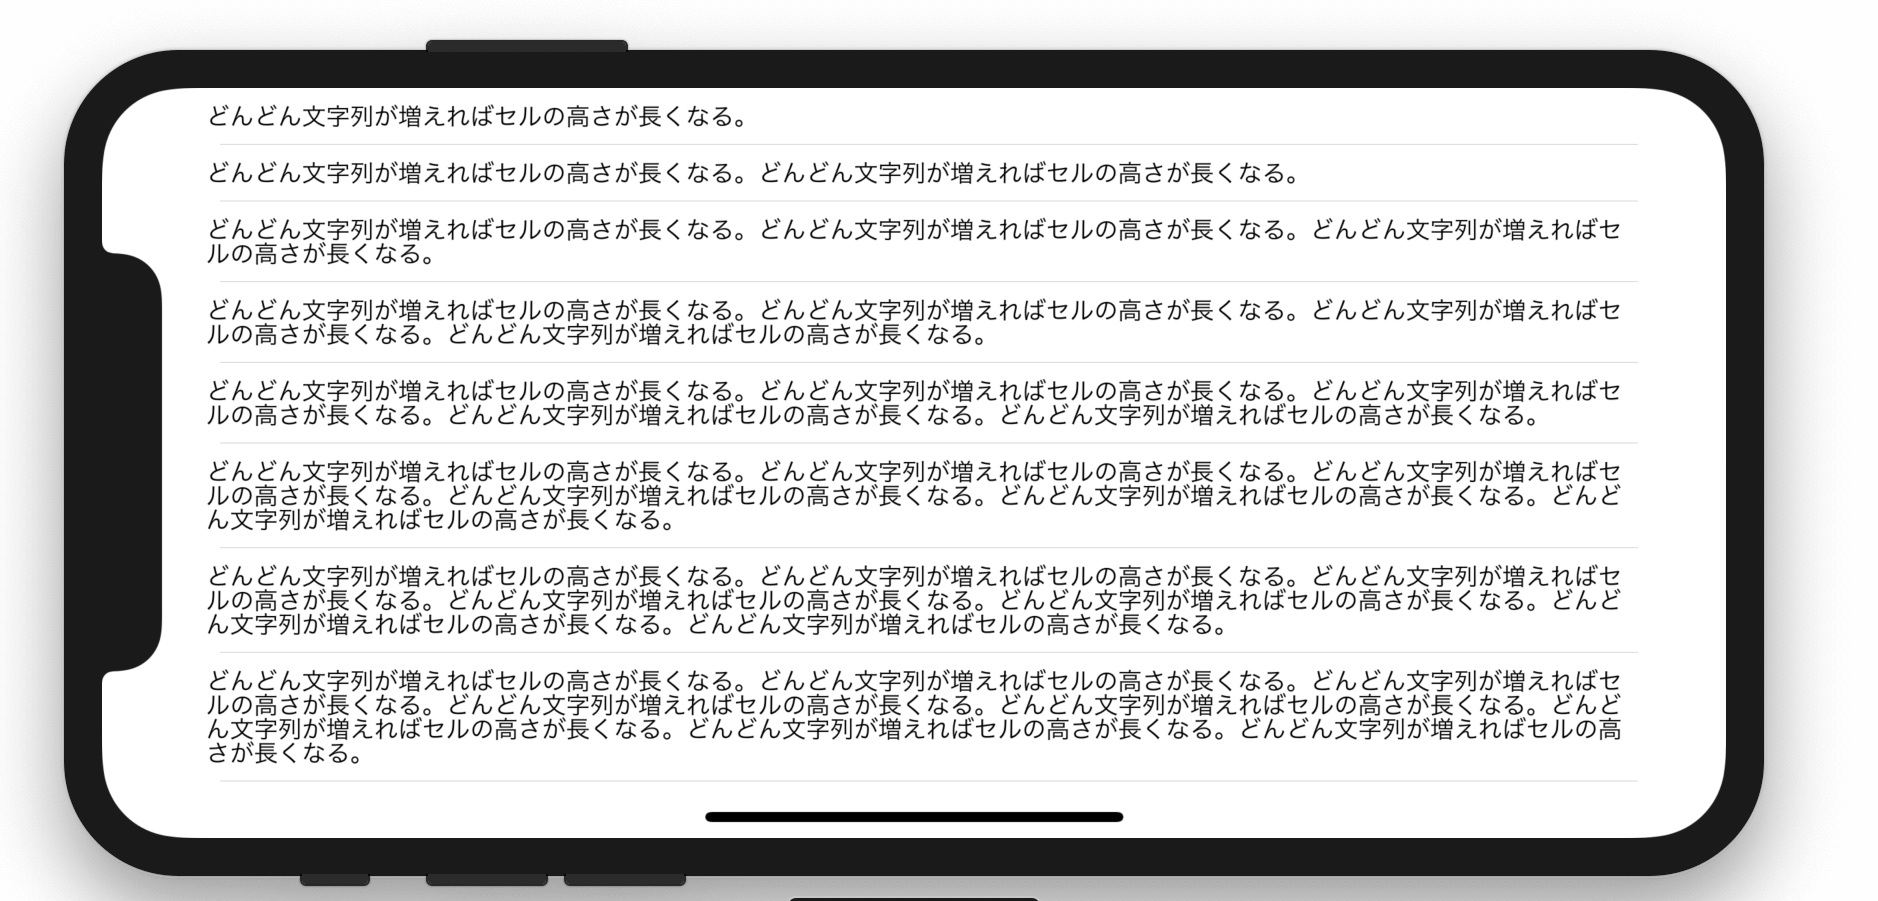 どんどん文字列が増えればセルの高さが長くなる。
どんどん文字列が増えればセルの高さが長くなる。どんどん文字列が増えればセルの高さが長くなる。
どんどん文字列が増えればセルの高さが長くなる。どんどん文字列が増えればセルの高さが長くなる。どんどん文字列が増えればセ
ルの高さが長くなる。
どんどん文字列が増えればセルの高さが長くなる。どんどん文字列が増えればセルの高さが長くなる。どんどん文字列が増えればセ
ルの高さが長くなる。どんどん文字列が増えればセルの高さが長くなる。
どんどん文字列が増えればセルの高さが長くなる。どんどん文字列が増えればセルの高さが長くなる。どんどん文字列が増えればセ
ルの高さが長くなる。どんどん文字列が増えればセルの高さが長くなる。どんどん文字列が増えればセルの高さが長くなる。
どんどん文字列が増えればセルの高さが長くなる。どんどん文字列が増えればセルの高さが長くなる。どんどん文字列が増えればセ
ルの高さが長くなる。どんどん文字列が増えればセルの高さが長くなる。どんどん文字列が増えればセルの高さが長くなる。どんど
ん文字列が増えればセルの高さが長くなる。
どんどん文字列が増えればセルの高さが長くなる。どんどん文字列が増えればセルの高さが長くなる。どんどん文字列が増えればセ
ルの高さが長くなる。どんどん文字列が増えればセルの高さが長くなる。どんどん文字列が増えればセルの高さが長くなる。どんど
ん文字列が増えればセルの高さが長くなる。どんどん文字列が増えればセルの高さが長くなる。
どんどん文字列が増えればセルの高さが長くなる。どんどん文字列が増えればセルの高さが長くなる。どんどん文字列が増えればセ
ルの高さが長くなる。どんどん文字列が増えればセルの高さが長くなる。どんどん文字列が増えればセルの高さが長くなる。どんど
ん文字列が増えればセルの高さが長くなる。どんどん文字列が増えればセルの高さが長くなる。どんどん文字列が増えればセルの高
さが長くなる。